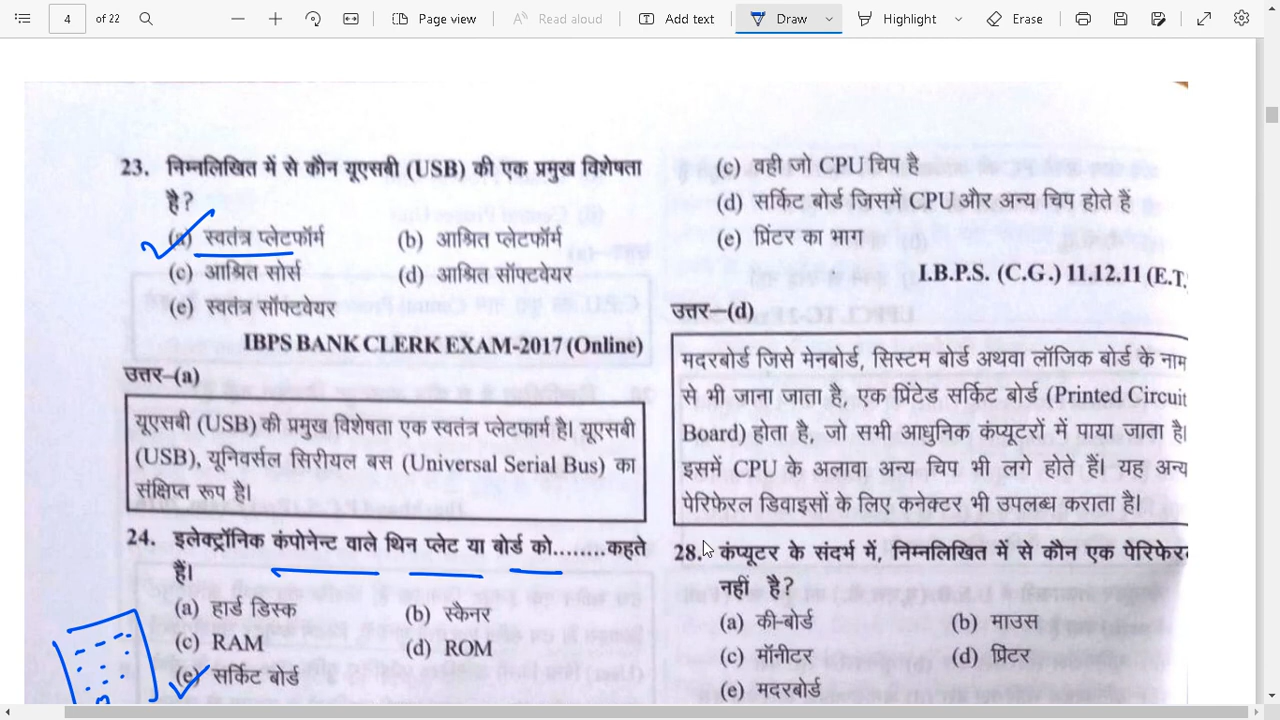 4 of 22 Page view Read aloud Add text Draw Highlight Erase
23. निम्नलिखित में से कौन यूएसबी (USB) की एक प्रमुख विशेषता
है?
(a) स्वतंत्र प्लेटफॉर्म (b) आश्रित प्लेटफॉर्म
(c) आश्रित सोर्स (d) आश्रित सॉफ्टवेयर
(e) स्वतंत्र सॉफ्टवेयर
IBPS BANK CLERK EXAM-2017 (Online)
उत्तर–(a)
यूएसबी (USB) की प्रमुख विशेषता एक स्वतंत्र प्लेटफार्म है। यूएसबी
(USB), यूनिवर्सल सिरीयल बस (Universal Serial Bus) का
संक्षिप्त रूप है।
24. इलेक्ट्रॉनिक कंपोनेन्ट वाले थिन प्लेट या बोर्ड को........कहते
हैं।
(a) हार्ड डिस्क (b) स्कैनर
(c) RAM (d) ROM
(e) सर्किट बोर्ड
(c) वही जो CPU चिप है
(d) सर्किट बोर्ड जिसमें CPU और अन्य चिप होते हैं
(e) प्रिंटर का भाग
I.B.P.S. (C.G.) 11.12.11 (E.T.
उत्तर–(d)
मदरबोर्ड जिसे मेनबोर्ड, सिस्टम बोर्ड अथवा लॉजिक बोर्ड के नाम
से भी जाना जाता है, एक प्रिंटेड सर्किट बोर्ड (Printed Circuit
Board) होता है, जो सभी आधुनिक कंप्यूटरों में पाया जाता है।
इसमें CPU के अलावा अन्य चिप भी लगे होते हैं। यह अन्य
पेरिफेरल डिवाइसों के लिए कनेक्टर भी उपलब्ध कराता है।
28. कंप्यूटर के संदर्भ में, निम्नलिखित में से कौन एक पेरिफेर
नहीं है?
(a) की-बोर्ड (b) माउस
(c) मॉनीटर (d) प्रिंटर
(e) मदरबोर्ड